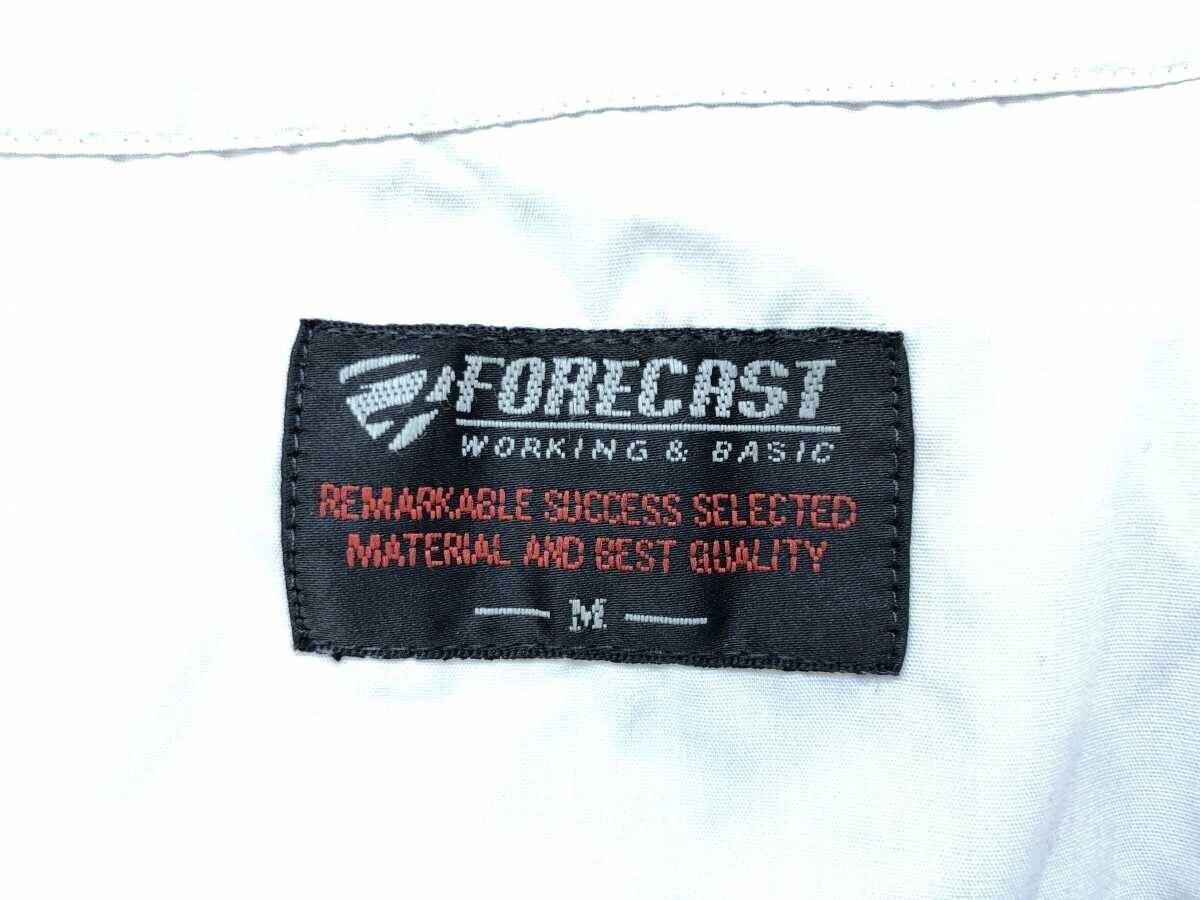 FORECAST
WORKING & BASIC
REMARKABLE SUCCESS SELECTED
MATERIAL AND BEST QUALITY
M